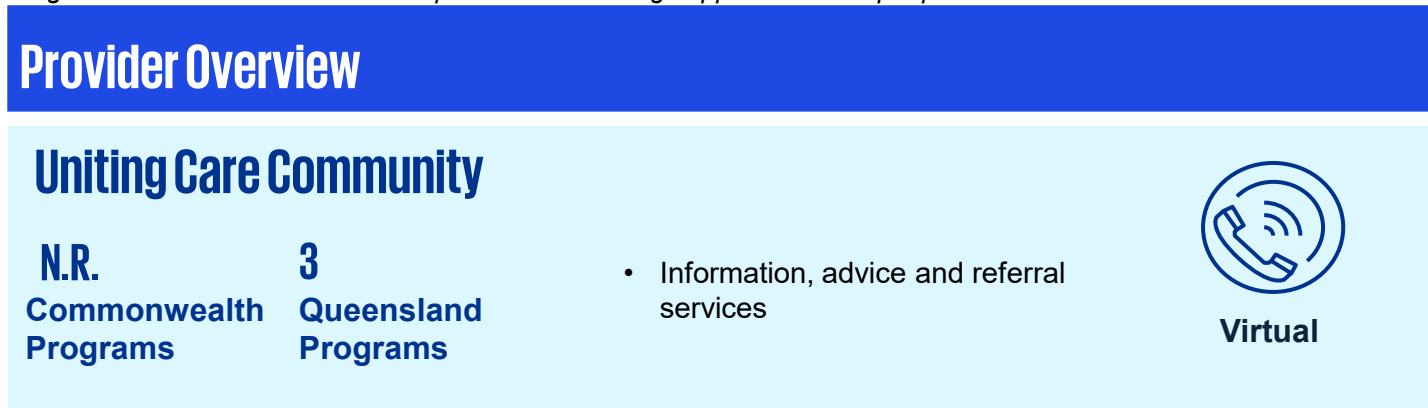 Provider Overview
Uniting Care Community
N.R.
Commonwealth
Programs
3
Queensland
Programs
• Information, advice and referral
services
Virtual